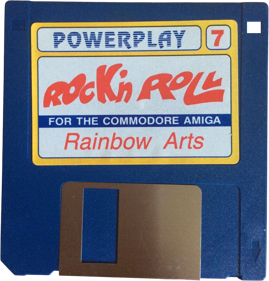 POWERPLAY 7
ROCK'n ROLL
FOR THE COMMODORE AMIGA
Rainbow Arts